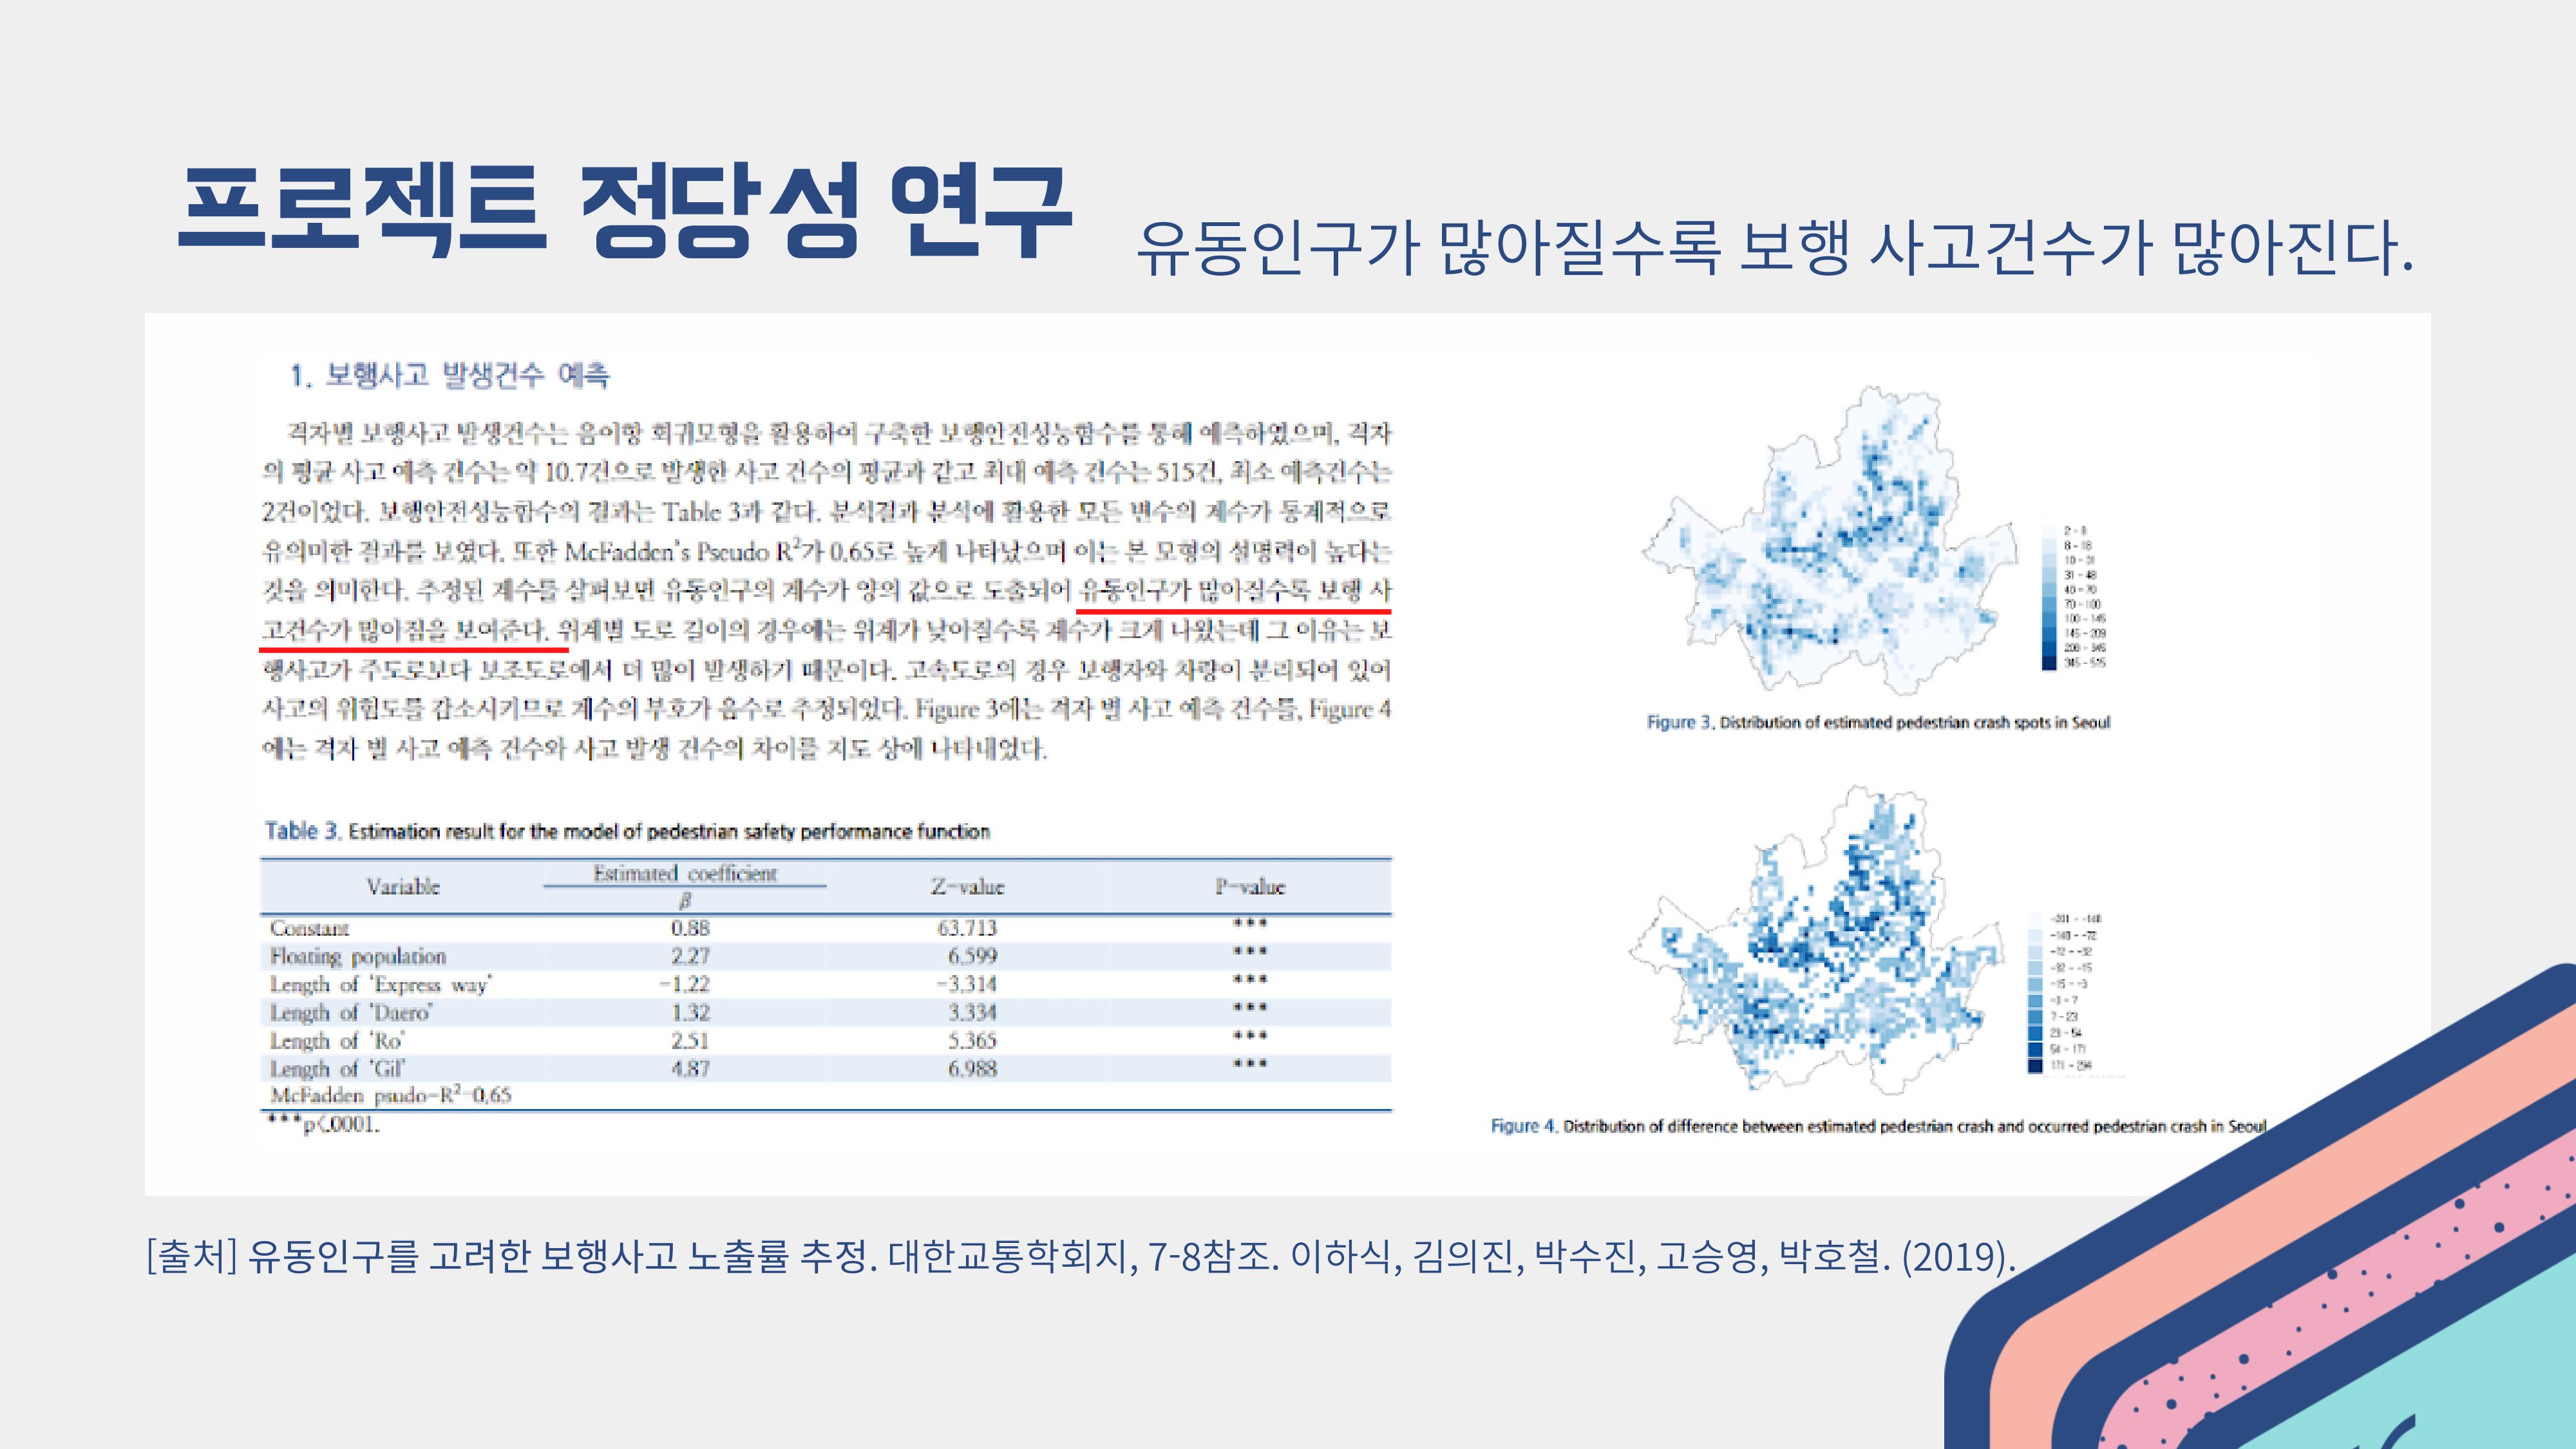 프로젝트 정당성 연구
유동인구가 많아질수록 보행 사고건수가 많아진다.
1. 보행사고 발생건수 예측
격자별 보행사고 발생건수는 음이항 회귀모형을 활용하여 구축한 보행안전성능함수를 통해 예측하였으며, 격자
의 평균 사고 예측 건수는 약 10.7건으로 발생한 사고 건수의 평균과 같고 최대 예측 건수는 515건, 최소 예측건수는
2건이었다. 보행안전성능함수의 결과는 Table 3과 같다. 분석결과 분석에 활용한 모든 변수의 계수가 통계적으로
유의미한 결과를 보였다. 또한 McFadden's Pseudo R²가 0.65로 높게 나타났으며 이는 본 모형의 설명력이 높다는
것을 의미한다. 추정된 계수를 살펴보면 유동인구의 계수가 양의 값으로 도출되어 유동인구가 많아질수록 보행 사
고건수가 많아짐을 보여준다. 위계별 도로 길이의 경우에는 위계가 낮아질수록 계수가 크게 나왔는데 그 이유는 보
행사고가 주도로보다 보조도로에서 더 많이 발생하기 때문이다. 고속도로의 경우 보행자와 차량이 분리되어 있어
사고의 위험도를 감소시키므로 계수의 부호가 음수로 추정되었다. Figure 3에는 격자 별 사고 예측 건수를, Figure 4
에는 격자 별 사고 예측 건수와 사고 발생 건수의 차이를 지도 상에 나타내었다.
Table 3. Estimation result for the model of pedestrian safety performance function
Variable Estimated coefficient Z-value P-value
β
Constant 0.88 63.713 ***
Floating population 2.27 6.599 ***
Length of 'Express way' -1.22 -3.314 ***
Length of 'Daero' 1.32 3.334 ***
Length of 'Ro' 2.51 5.365 ***
Length of 'Gil' 4.87 6.988 ***
McFadden psudo-R²=0.65
***p<.0001.
2 - 8
8 - 18
31 - 48
70 - 100
100 - 145
145 - 209
345 - 515
Figure 3. Distribution of estimated pedestrian crash spots in Seoul
-15 - -3
-3 - 7
7 - 23
23 - 54
54 - 171
171 - 294
Figure 4. Distribution of difference between estimated pedestrian crash and occurred pedestrian crash in Seoul
[출처] 유동인구를 고려한 보행사고 노출률 추정. 대한교통학회지, 7-8참조. 이하식, 김의진, 박수진, 고승영, 박호철. (2019).